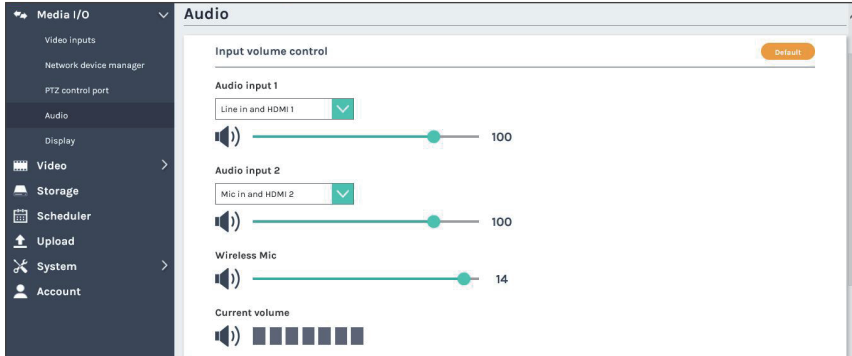 Media I/O
Video inputs
Network device manager
PTZ control port
Audio
Display
Video
Storage
Scheduler
Upload
System
Account
Audio
Input volume control
Default
Audio input 1
Line in and HDMI 1
100
Audio input 2
Mic in and HDMI 2
100
Wireless Mic
14
Current volume